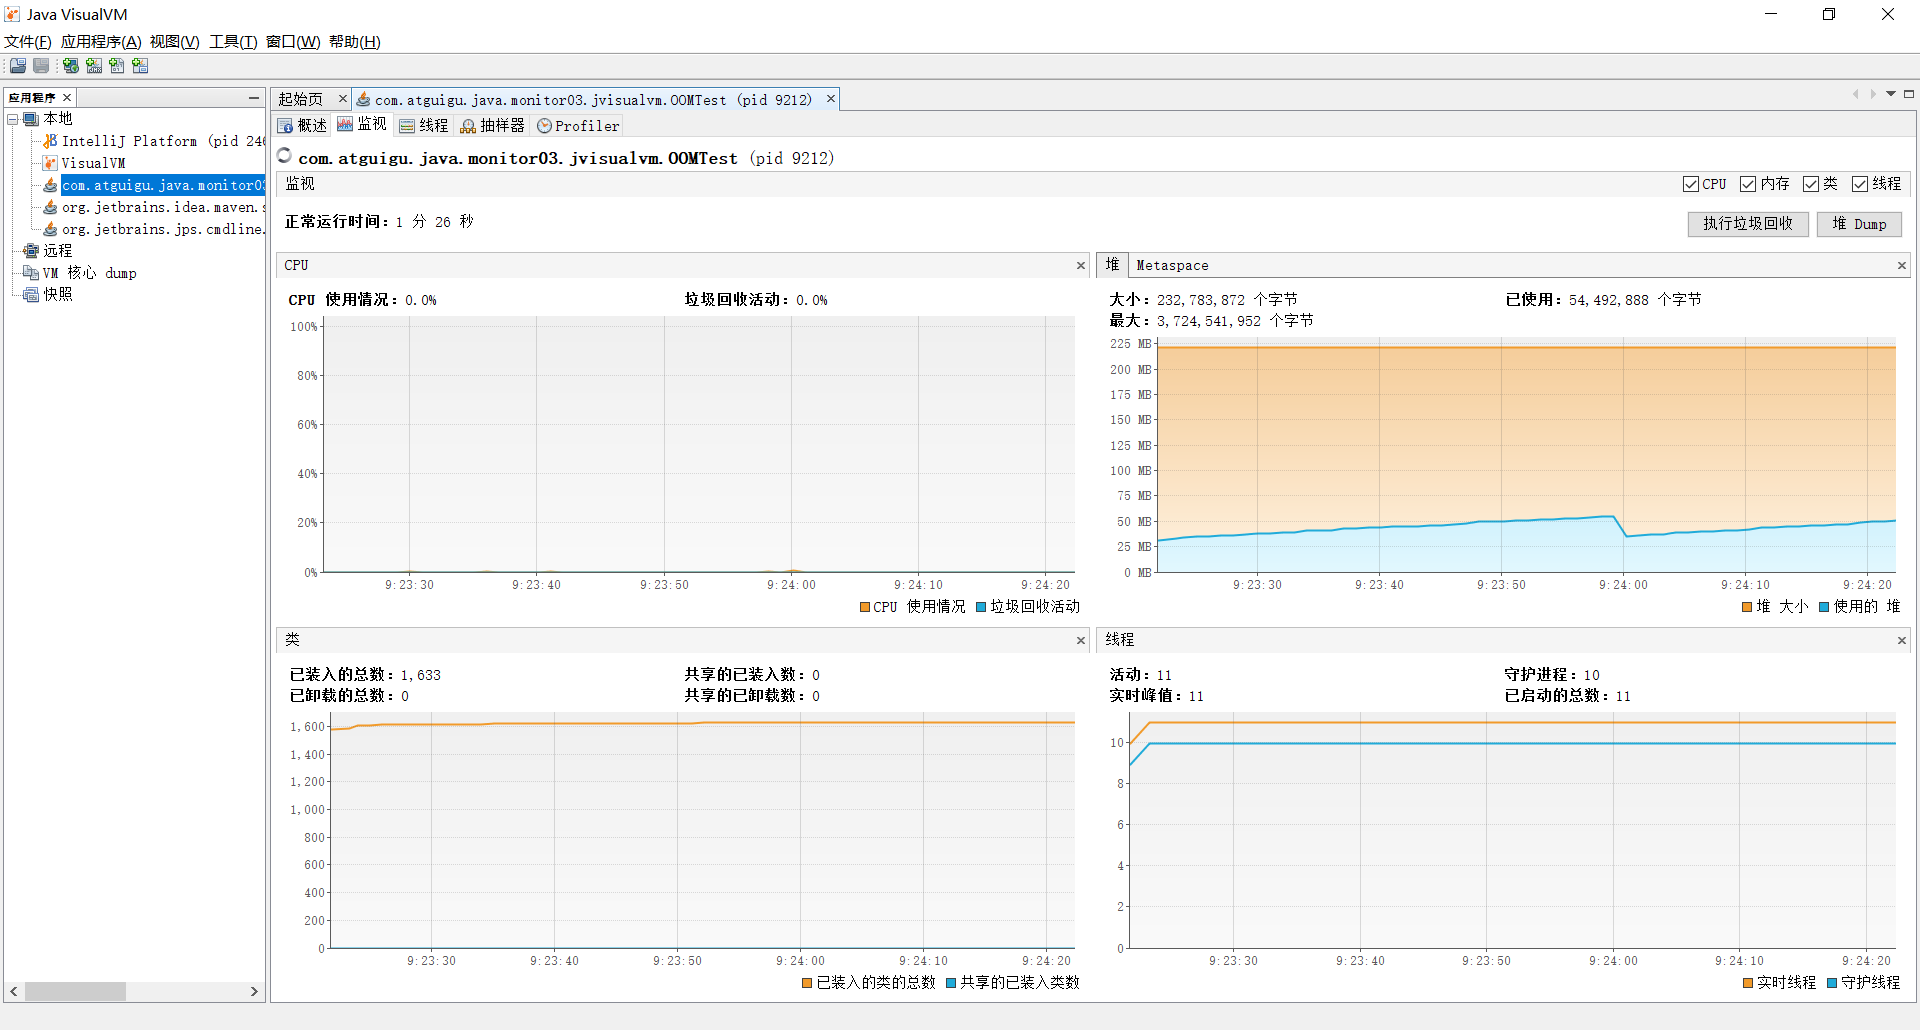 Java VisualVM
文件(F) 应用程序(A) 视图(V) 工具(T) 窗口(W) 帮助(H)
应用程序
本地
IntelliJ Platform (pid 246
VisualVM
com.atguigu.java.monitor03
org.jetbrains.idea.maven.s
org.jetbrains.jps.cmdline.
远程
VM 核心 dump
快照
起始页
com.atguigu.java.monitor03.jvisualvm.OOMTest (pid 9212)
概述 监视 线程 抽样器 Profiler
com.atguigu.java.monitor03.jvisualvm.OOMTest (pid 9212)
监视
CPU 内存 类 线程
正常运行时间: 1 分 26 秒
执行垃圾回收 堆 Dump
CPU
CPU 使用情况: 0.0% 垃圾回收活动: 0.0%
100%
80%
60%
40%
20%
0%
9:23:30 9:23:40 9:23:50 9:24:00 9:24:10 9:24:20
CPU 使用情况 垃圾回收活动
堆 Metaspace
大小: 232,783,872 个字节 已使用: 54,492,888 个字节
最大: 3,724,541,952 个字节
225 MB
200 MB
175 MB
150 MB
125 MB
100 MB
75 MB
50 MB
25 MB
0 MB
9:23:30 9:23:40 9:23:50 9:24:00 9:24:10 9:24:20
堆 大小 使用的 堆
类
已装入的总数: 1,633 共享的已装入数: 0
已卸载的总数: 0 共享的已卸载数: 0
1,600
1,400
1,200
1,000
800
600
400
200
0
9:23:30 9:23:40 9:23:50 9:24:00 9:24:10 9:24:20
已装入的类的总数 共享的已装入类数
线程
活动: 11 守护进程: 10
实时峰值: 11 已启动的总数: 11
10
8
6
4
2
0
9:23:30 9:23:40 9:23:50 9:24:00 9:24:10 9:24:20
实时线程 守护线程